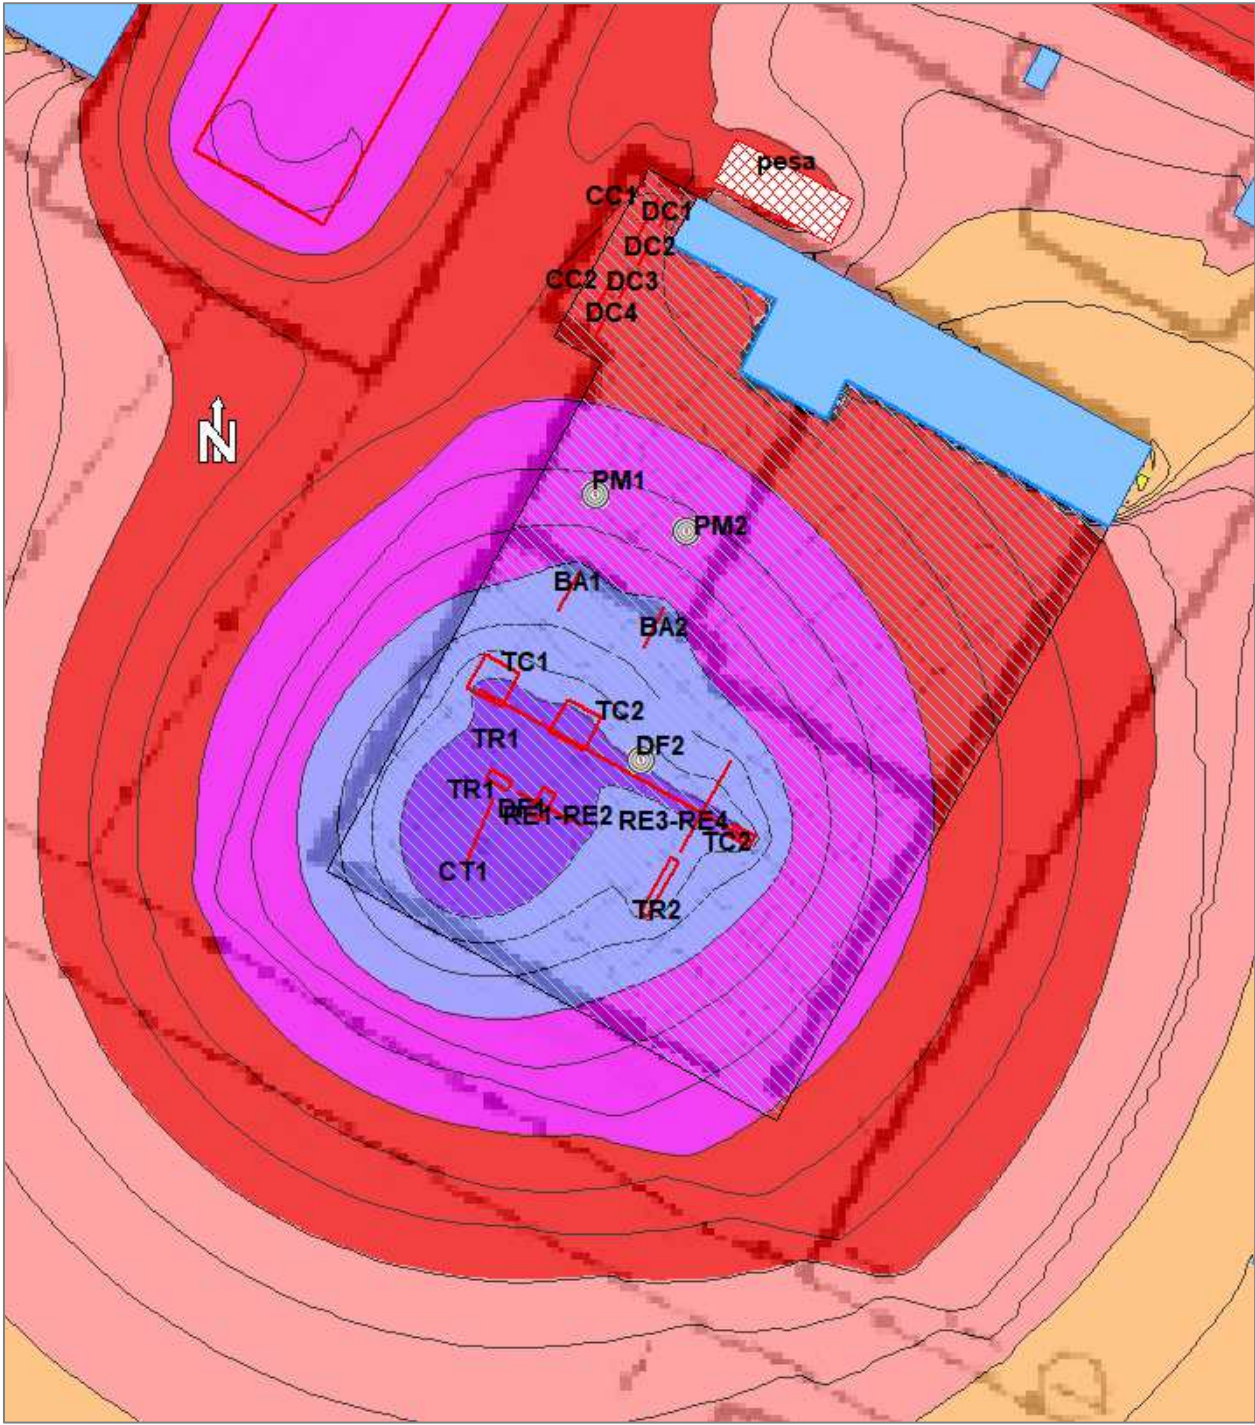 pesa
CC1
DC1
DC2
CC2
DC3
DC4
N
PM1
PM2
BA1
BA2
TC1
TC2
TR1
DF2
TR1
DF1
RE1-RE2
RE3-RE4
TC2
CT1
TR2